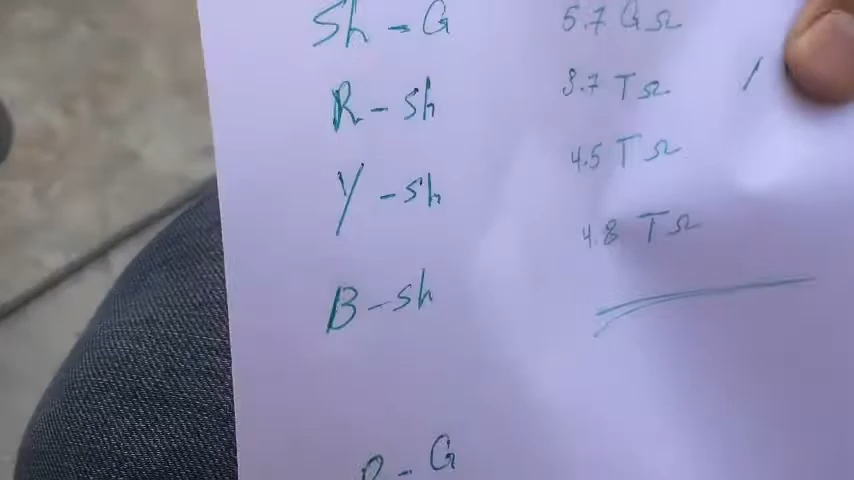 Sh - G 5.7 GΩ
R - Sh 3.7 TΩ
Y - Sh 4.5 TΩ
B - Sh 4.8 TΩ
R - G